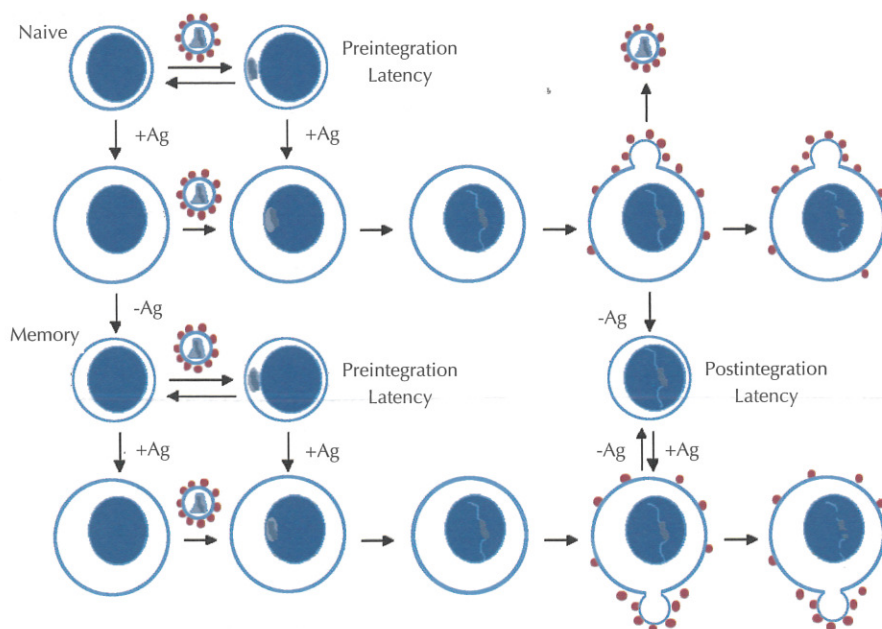 Naive
Preintegration
Latency
+Ag
+Ag
-Ag
-Ag
Memory
Preintegration
Latency
Postintegration
Latency
+Ag
+Ag
-Ag
+Ag